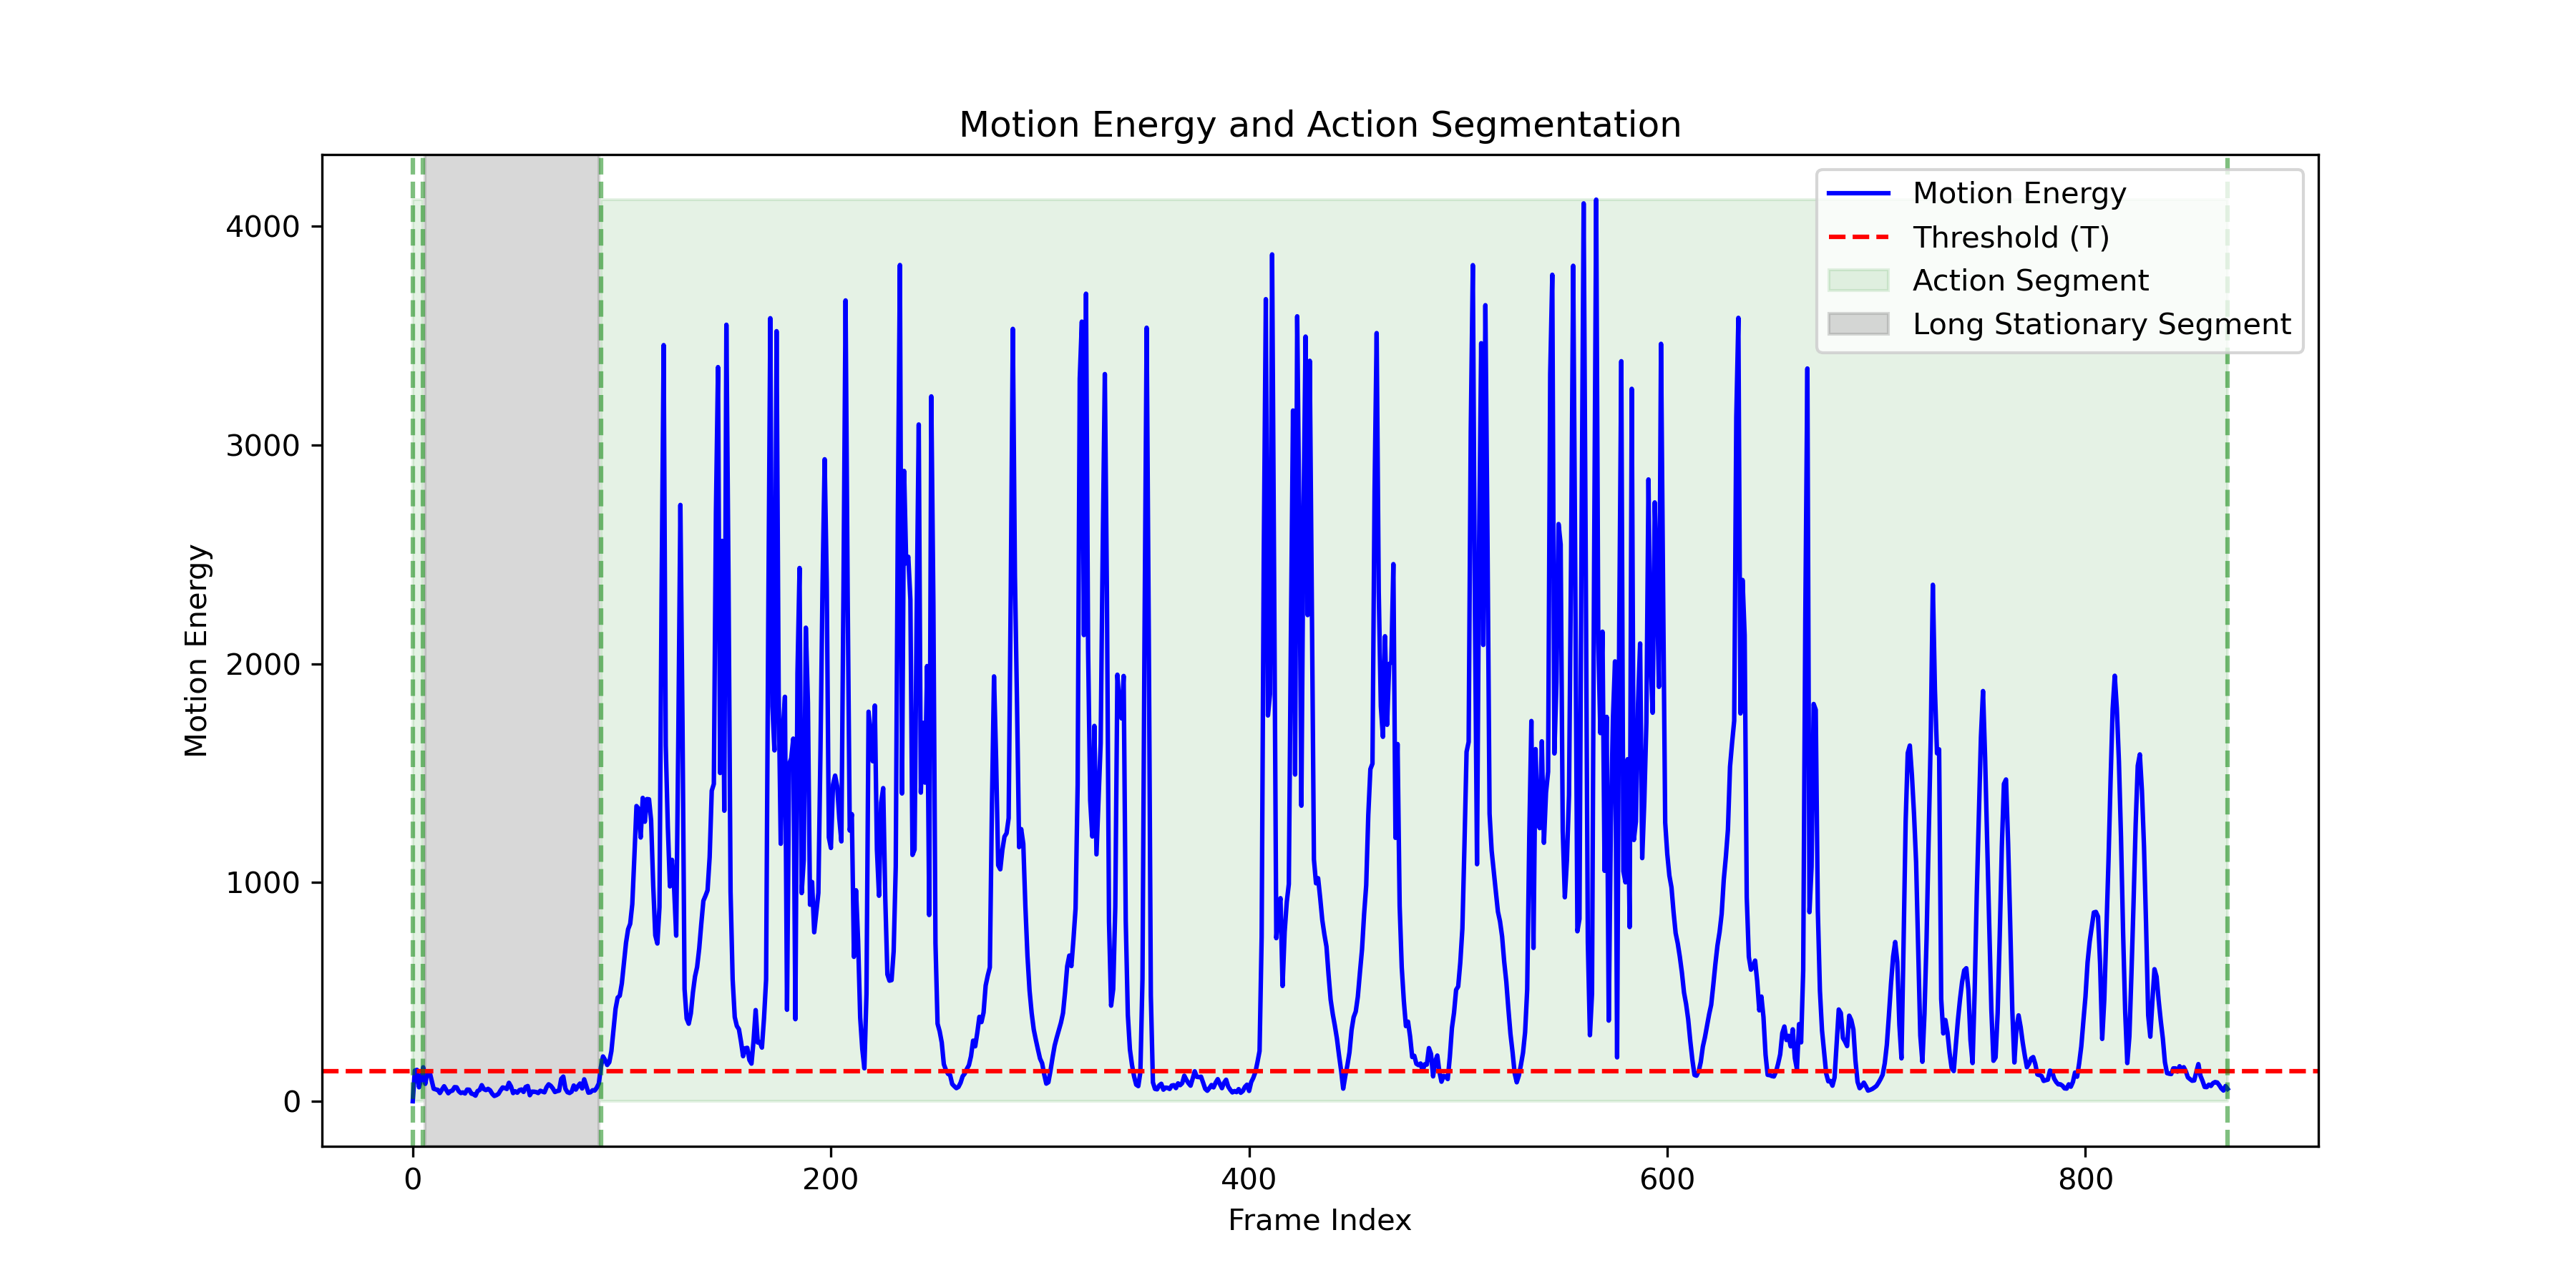 Motion Energy and Action Segmentation
Motion Energy
Threshold (T)
Action Segment
Long Stationary Segment
4000
3000
2000
1000
0
Motion Energy
0 200 400 600 800
Frame Index